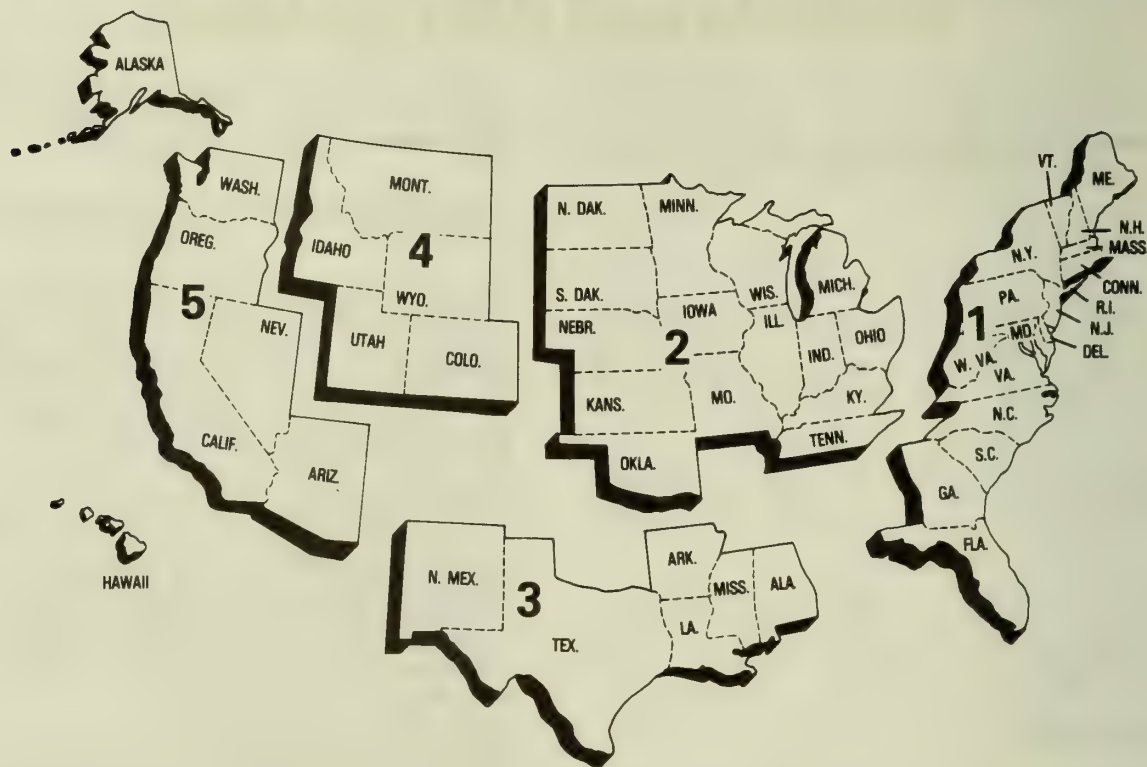 ALASKA
WASH.
OREG.
5
NEV.
CALIF.
ARIZ.
HAWAII
MONT.
IDAHO
4
WYO.
UTAH
COLO.
N. DAK.
MINN.
S. DAK.
WIS.
MICH.
NEBR.
IOWA
2
ILL.
IND.
OHIO
KANS.
MO.
KY.
TENN.
OKLA.
N. MEX.
3
TEX.
ARK.
LA.
MISS.
ALA.
VT.
ME.
N.H.
MASS.
N.Y.
CONN.
R.I.
PA.
N.J.
1
MD.
DEL.
W. VA.
VA.
N.C.
S.C.
GA.
FLA.